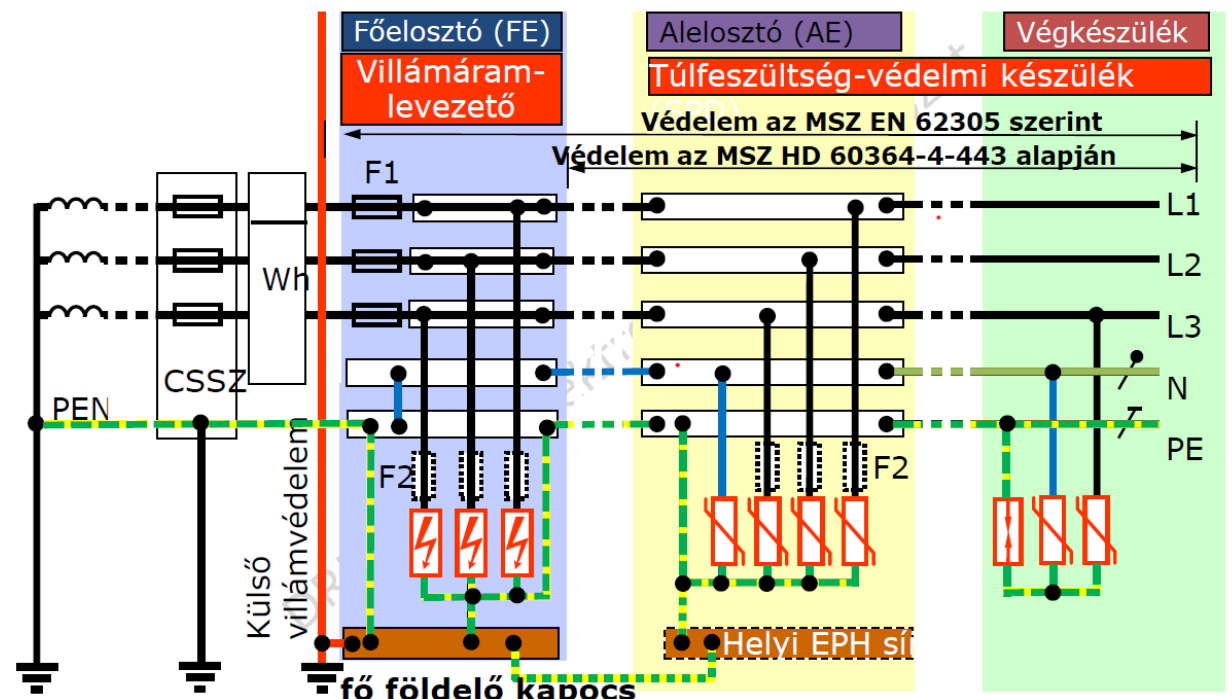 Főelosztó (FE)
Alelosztó (AE)
Végkészülék
Villámáram-
levezető
Túlfeszültség-védelmi készülék
(SPD)
Védelem az MSZ EN 62305 szerint
Védelem az MSZ HD 60364-4-443 alapján
F1
L1
Wh
L2
L3
CSSZ
N
PEN
PE
F2
F2
Külső
villámvédelem
Helyi EPH sí
fő földelő kapocs